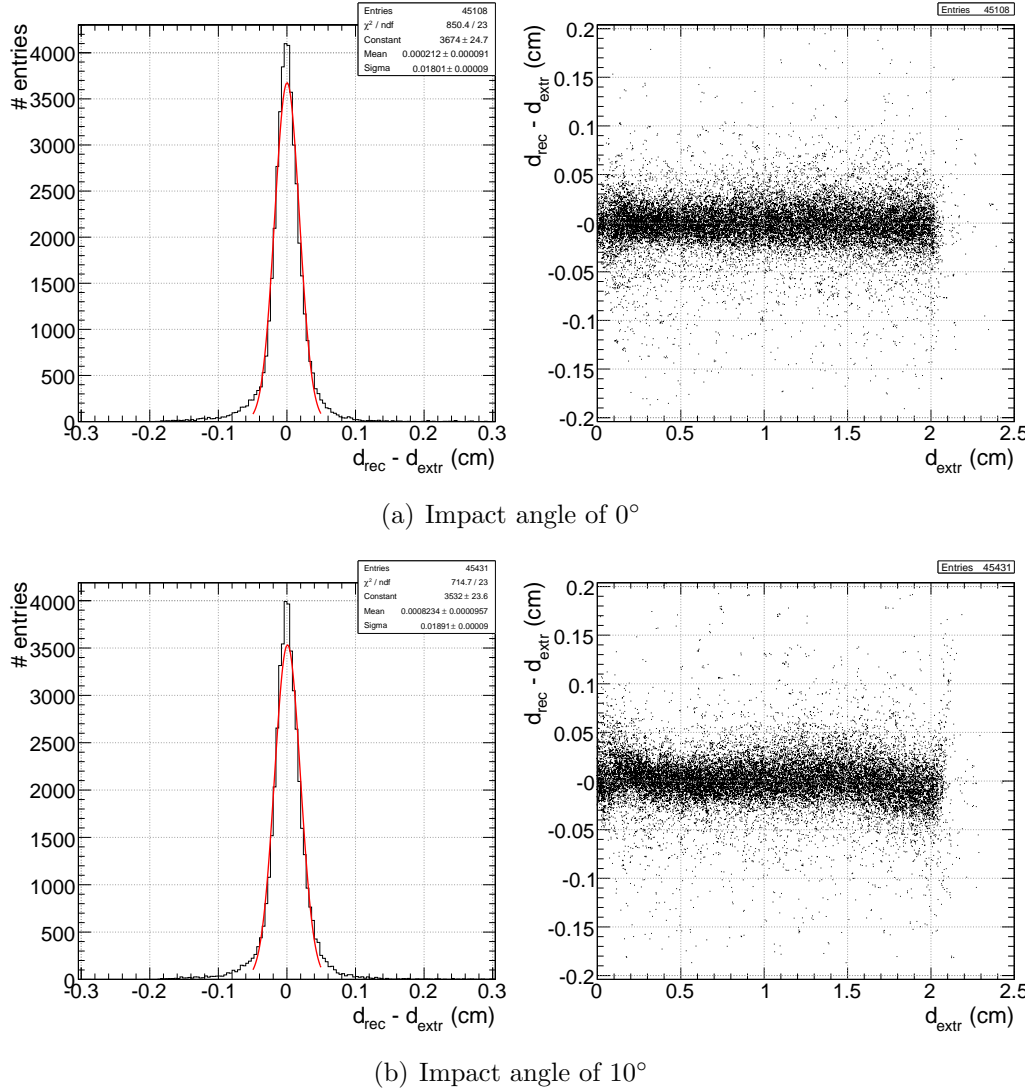 Entries 45108
χ² / ndf 850.4 / 23
Constant 3674 ± 24.7
Mean 0.000212 ± 0.000091
Sigma 0.01801 ± 0.00009
# entries
4000
3500
3000
2500
2000
1500
1000
500
0
-0.3 -0.2 -0.1 0 0.1 0.2 0.3
d_rec - d_extr (cm)
Entries 45108
d_rec - d_extr (cm)
0.2
0.15
0.1
0.05
-0
-0.05
-0.1
-0.15
-0.2
0 0.5 1 1.5 2 2.5
d_extr (cm)
(a) Impact angle of 0°
Entries 45431
χ² / ndf 714.7 / 23
Constant 3532 ± 23.6
Mean 0.0008234 ± 0.0000957
Sigma 0.01891 ± 0.00009
# entries
4000
3500
3000
2500
2000
1500
1000
500
0
-0.3 -0.2 -0.1 0 0.1 0.2 0.3
d_rec - d_extr (cm)
Entries 45431
d_rec - d_extr (cm)
0.2
0.15
0.1
0.05
-0
-0.05
-0.1
-0.15
-0.2
0 0.5 1 1.5 2 2.5
d_extr (cm)
(b) Impact angle of 10°